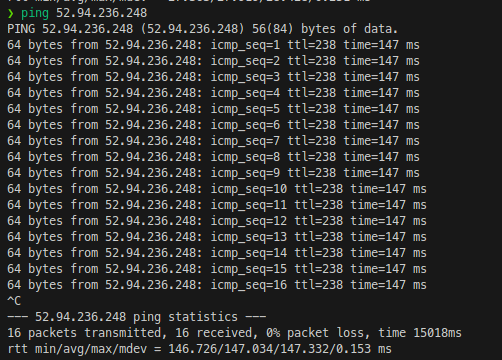 ❯ ping 52.94.236.248
PING 52.94.236.248 (52.94.236.248) 56(84) bytes of data.
64 bytes from 52.94.236.248: icmp_seq=1 ttl=238 time=147 ms
64 bytes from 52.94.236.248: icmp_seq=2 ttl=238 time=147 ms
64 bytes from 52.94.236.248: icmp_seq=3 ttl=238 time=147 ms
64 bytes from 52.94.236.248: icmp_seq=4 ttl=238 time=147 ms
64 bytes from 52.94.236.248: icmp_seq=5 ttl=238 time=147 ms
64 bytes from 52.94.236.248: icmp_seq=6 ttl=238 time=147 ms
64 bytes from 52.94.236.248: icmp_seq=7 ttl=238 time=147 ms
64 bytes from 52.94.236.248: icmp_seq=8 ttl=238 time=147 ms
64 bytes from 52.94.236.248: icmp_seq=9 ttl=238 time=147 ms
64 bytes from 52.94.236.248: icmp_seq=10 ttl=238 time=147 ms
64 bytes from 52.94.236.248: icmp_seq=11 ttl=238 time=147 ms
64 bytes from 52.94.236.248: icmp_seq=12 ttl=238 time=147 ms
64 bytes from 52.94.236.248: icmp_seq=13 ttl=238 time=147 ms
64 bytes from 52.94.236.248: icmp_seq=14 ttl=238 time=147 ms
64 bytes from 52.94.236.248: icmp_seq=15 ttl=238 time=147 ms
64 bytes from 52.94.236.248: icmp_seq=16 ttl=238 time=147 ms
^C
--- 52.94.236.248 ping statistics ---
16 packets transmitted, 16 received, 0% packet loss, time 15018ms
rtt min/avg/max/mdev = 146.726/147.034/147.332/0.153 ms